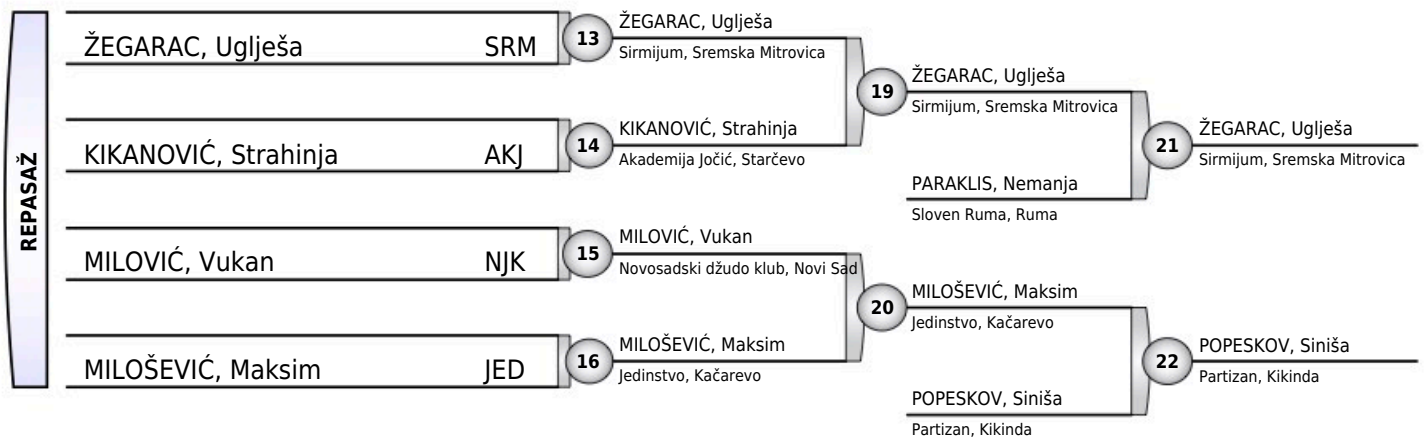 REPASAŽ
ŽEGARAC, Uglješa SRM
KIKANOVIĆ, Strahinja AKJ
MILOVIĆ, Vukan NJK
MILOŠEVIĆ, Maksim JED
13
ŽEGARAC, Uglješa
Sirmijum, Sremska Mitrovica
14
KIKANOVIĆ, Strahinja
Akademija Jočić, Starčevo
15
MILOVIĆ, Vukan
Novosadski džudo klub, Novi Sad
16
MILOŠEVIĆ, Maksim
Jedinstvo, Kačarevo
19
ŽEGARAC, Uglješa
Sirmijum, Sremska Mitrovica
PARAKLIS, Nemanja
Sloven Ruma, Ruma
20
MILOŠEVIĆ, Maksim
Jedinstvo, Kačarevo
POPESKOV, Siniša
Partizan, Kikinda
21
ŽEGARAC, Uglješa
Sirmijum, Sremska Mitrovica
22
POPESKOV, Siniša
Partizan, Kikinda